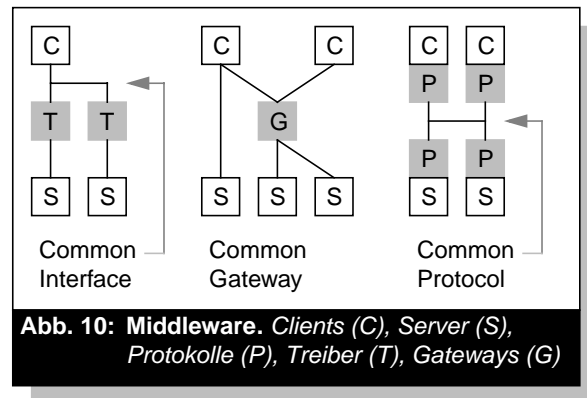 C C C C C
P P
T T G
P P
S S S S S S S
Common Common Common
Interface Gateway Protocol
Abb. 10: Middleware. Clients (C), Server (S),
Protokolle (P), Treiber (T), Gateways (G)